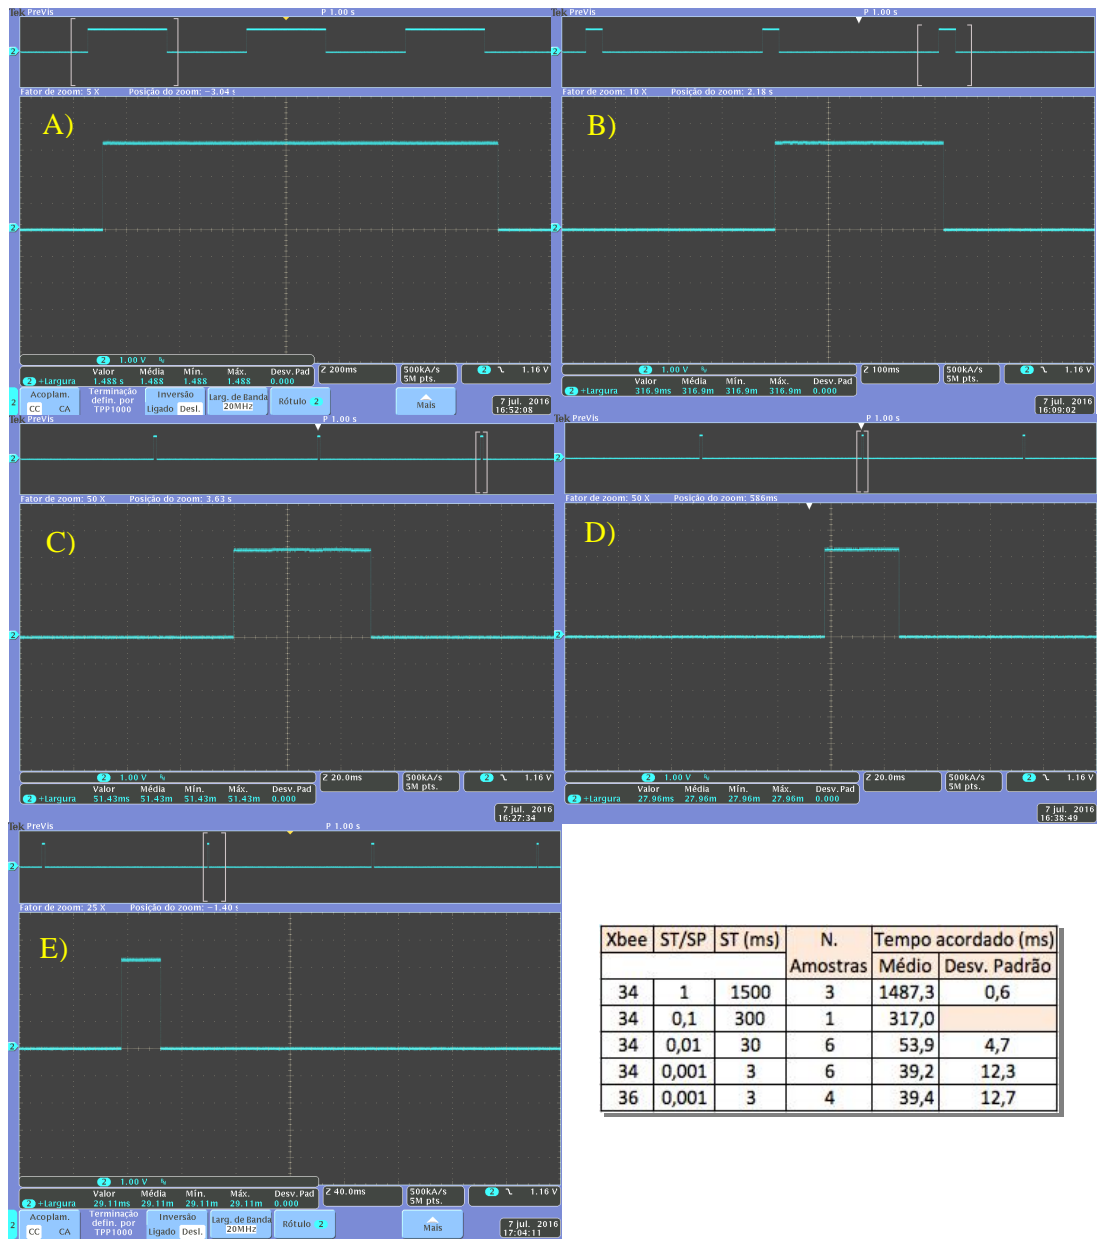 Tek PreVis P 1.00 s
2
Fator de zoom: 5 X Posição do zoom: −3.04 s
A)
2
2 1.00 V
Valor Média Mín. Máx. Desv.Pad
2 +Largura 1.488 s 1.488 1.488 1.488 0.000
Z 200ms
500kA/s
5M pts.
2 1.16 V
2
Acoplam.
CC CA
Terminação
defin. por
TPP1000
Inversão
Ligado Desl.
Larg. de Banda
20MHz
Rótulo 2
Mais
7 jul. 2016
16:52:08
Tek PreVis P 1.00 s
2
Fator de zoom: 10 X Posição do zoom: 2.18 s
B)
2
2 1.00 V
Valor Média Mín. Máx. Desv.Pad
2 +Largura 316.9ms 316.9m 316.9m 316.9m 0.000
Z 100ms
500kA/s
5M pts.
2 1.16 V
7 jul. 2016
16:09:02
Tek PreVis P 1.00 s
2
Fator de zoom: 50 X Posição do zoom: 3.63 s
C)
2
2 1.00 V
Valor Média Mín. Máx. Desv.Pad
2 +Largura 51.43ms 51.43m 51.43m 51.43m 0.000
Z 20.0ms
500kA/s
5M pts.
2 1.16 V
7 jul. 2016
16:27:34
Tek PreVis P 1.00 s
2
Fator de zoom: 50 X Posição do zoom: 586ms
D)
2
2 1.00 V
Valor Média Mín. Máx. Desv.Pad
2 +Largura 27.96ms 27.96m 27.96m 27.96m 0.000
Z 20.0ms
500kA/s
5M pts.
2 1.16 V
7 jul. 2016
16:38:49
Tek PreVis P 1.00 s
2
Fator de zoom: 25 X Posição do zoom: −1.40 s
E)
2
2 1.00 V
Valor Média Mín. Máx. Desv.Pad
2 +Largura 29.11ms 29.11m 29.11m 29.11m 0.000
Z 40.0ms
500kA/s
5M pts.
2 1.16 V
2
Acoplam.
CC CA
Terminação
defin. por
TPP1000
Inversão
Ligado Desl.
Larg. de Banda
20MHz
Rótulo 2
Mais
7 jul. 2016
17:04:11
Xbee ST/SP ST (ms) N. Tempo acordado (ms)
Amostras Médio Desv. Padrão
34 1 1500 3 1487,3 0,6
34 0,1 300 1 317,0
34 0,01 30 6 53,9 4,7
34 0,001 3 6 39,2 12,3
36 0,001 3 4 39,4 12,7